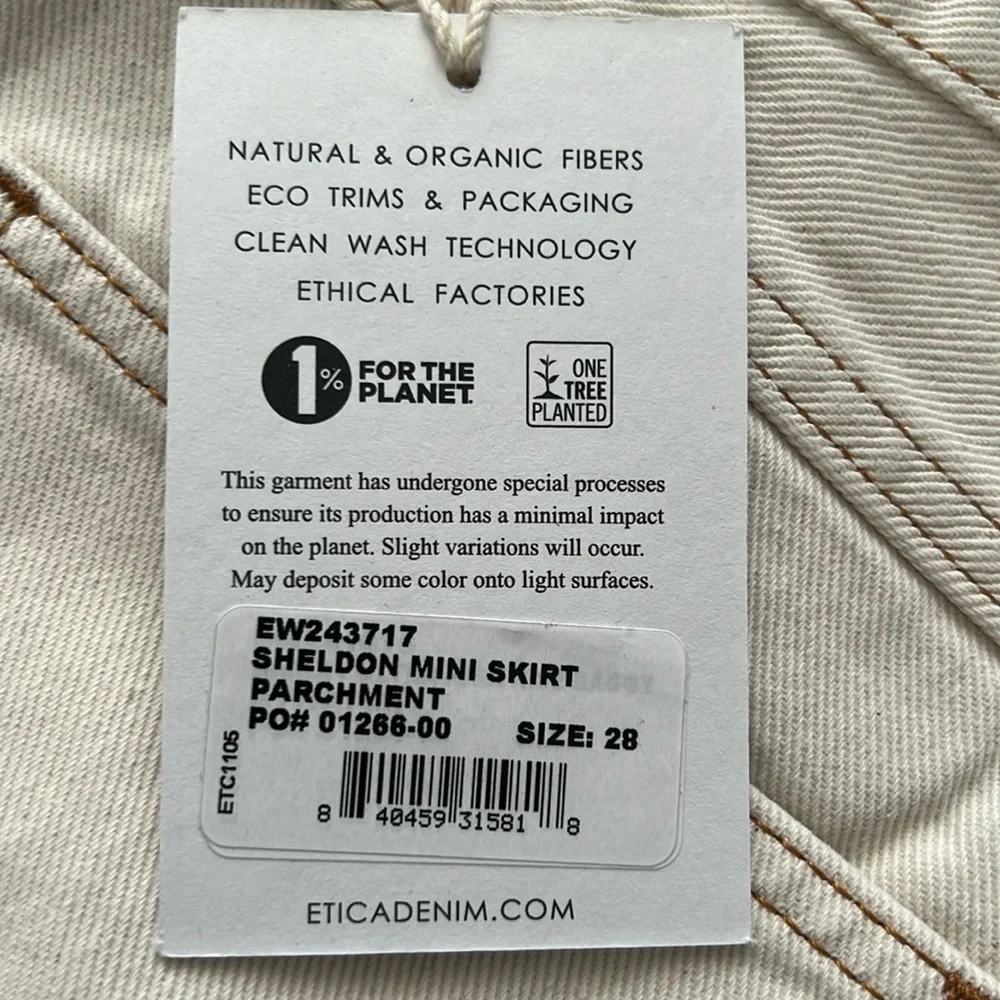 NATURAL & ORGANIC FIBERS
ECO TRIMS & PACKAGING
CLEAN WASH TECHNOLOGY
ETHICAL FACTORIES
1% FOR THE
PLANET.
ONE
TREE
PLANTED
This garment has undergone special processes
to ensure its production has a minimal impact
on the planet. Slight variations will occur.
May deposit some color onto light surfaces.
EW243717
SHELDON MINI SKIRT
PARCHMENT
PO# 01266-00 SIZE: 28
ETC1105
8 40459 31581 8
ETICADENIM.COM